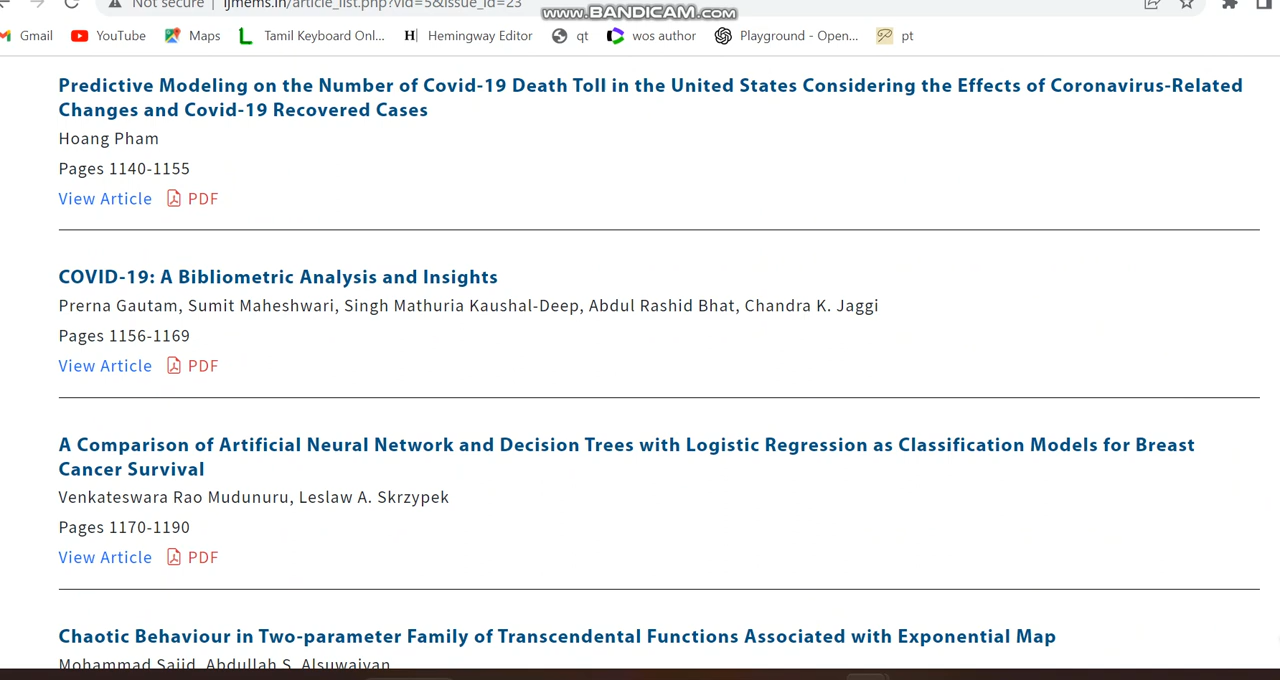 Not secure | ijmems.in/article_list.php?vid=5&issue_id=23
www.BANDICAM.com
Gmail YouTube Maps Tamil Keyboard Onl... Hemingway Editor qt wos author Playground - Open... pt
Predictive Modeling on the Number of Covid-19 Death Toll in the United States Considering the Effects of Coronavirus-Related
Changes and Covid-19 Recovered Cases
Hoang Pham
Pages 1140-1155
View Article PDF
COVID-19: A Bibliometric Analysis and Insights
Prerna Gautam, Sumit Maheshwari, Singh Mathuria Kaushal-Deep, Abdul Rashid Bhat, Chandra K. Jaggi
Pages 1156-1169
View Article PDF
A Comparison of Artificial Neural Network and Decision Trees with Logistic Regression as Classification Models for Breast
Cancer Survival
Venkateswara Rao Mudunuru, Leslaw A. Skrzypek
Pages 1170-1190
View Article PDF
Chaotic Behaviour in Two-parameter Family of Transcendental Functions Associated with Exponential Map
Mohammad Sajid, Abdullah S. Alsuwaiyan